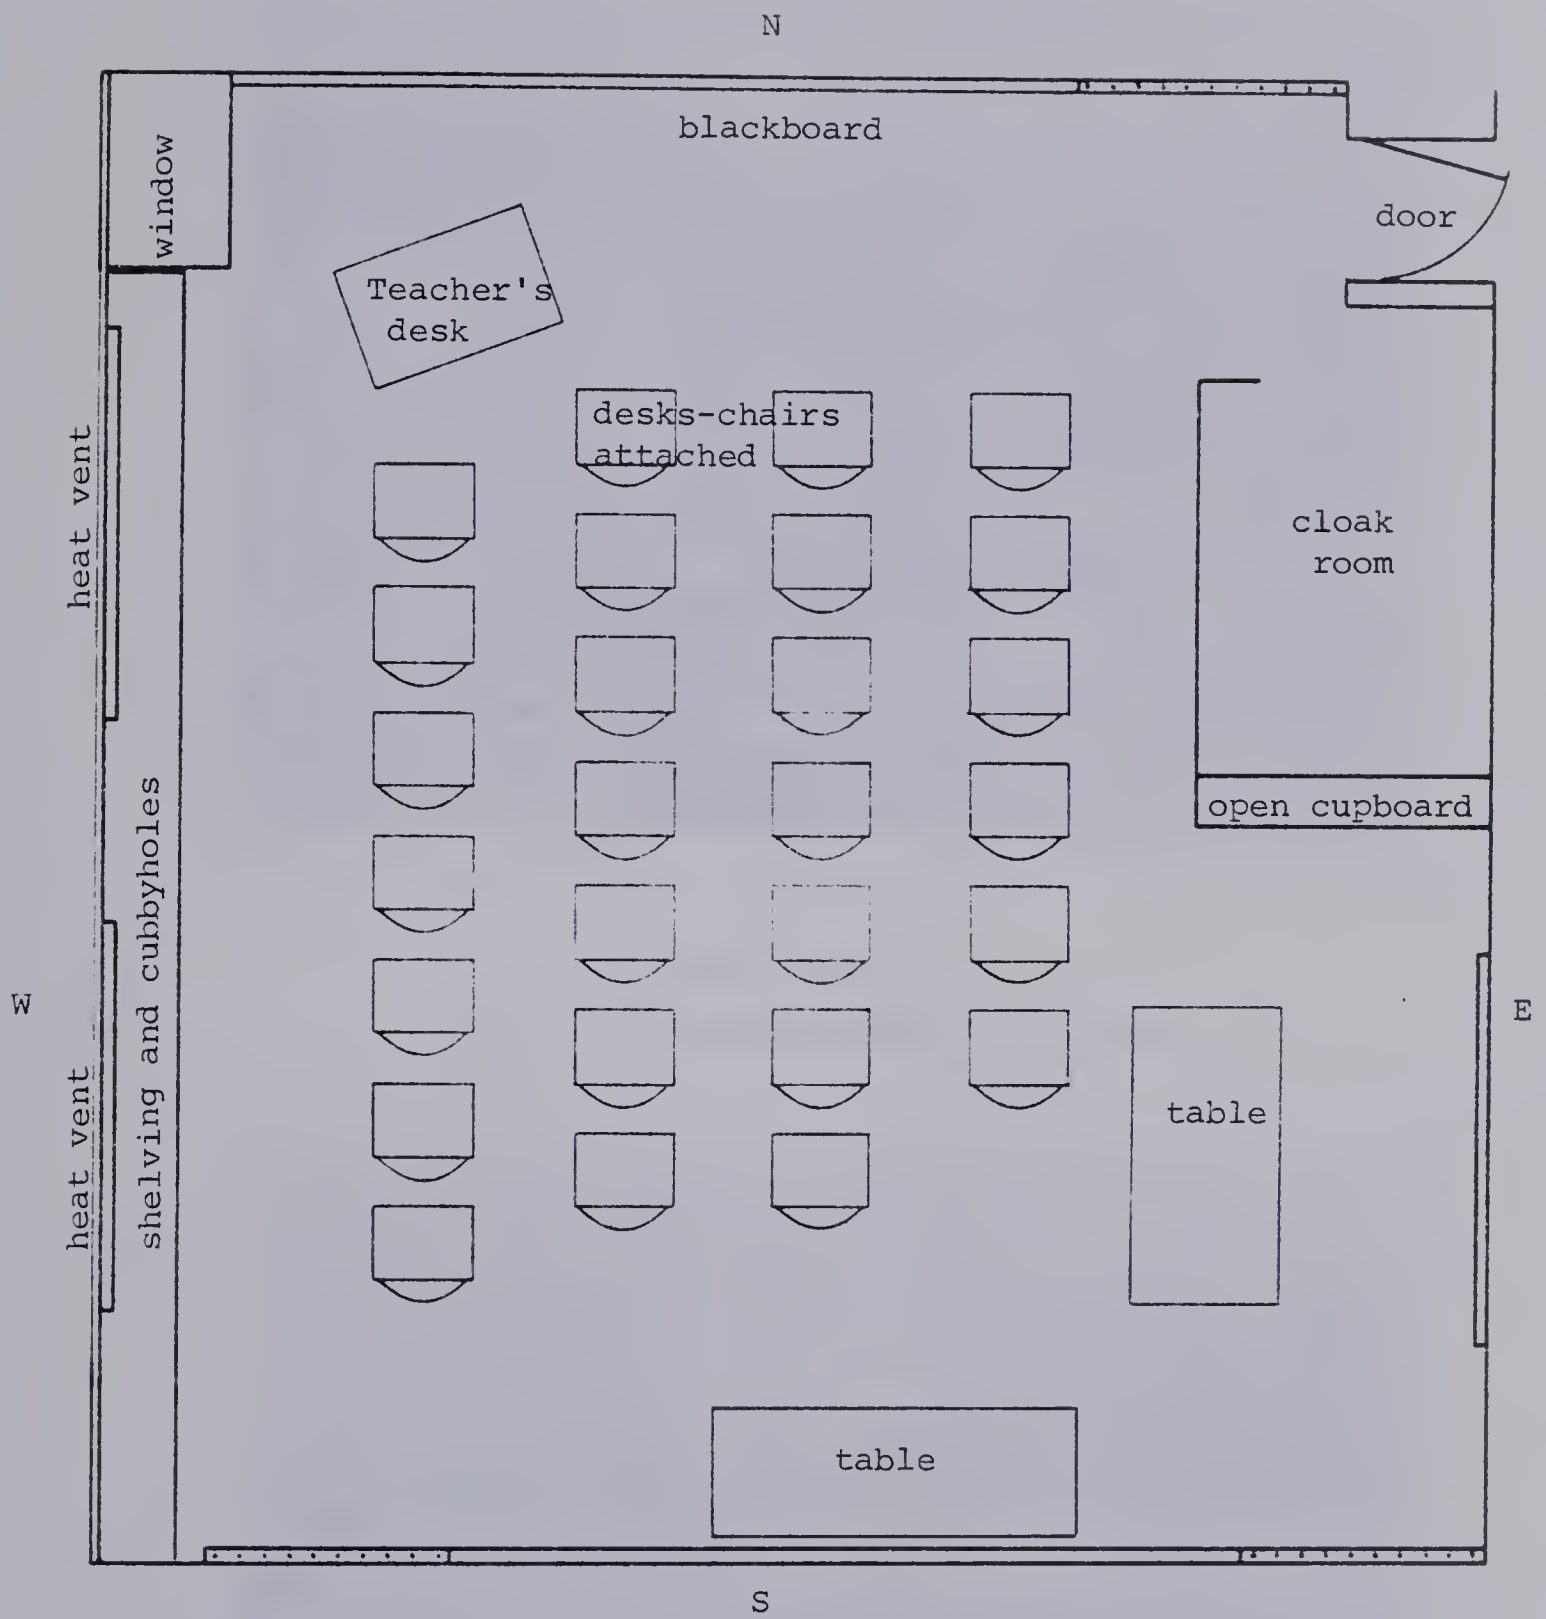 N
blackboard
window
door
Teacher's
desk
desks-chairs
attached
heat vent
cloak
room
open cupboard
shelving and cubbyholes
W
E
heat vent
table
table
S